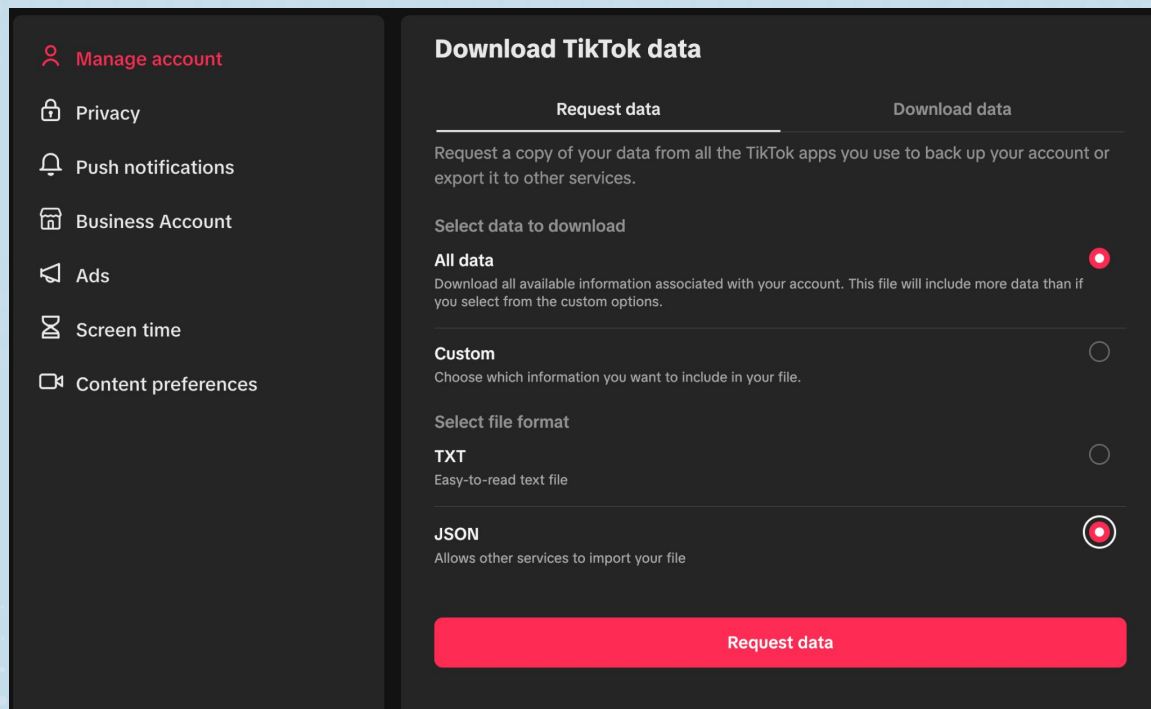 Manage account
Privacy
Push notifications
Business Account
Ads
Screen time
Content preferences
Download TikTok data
Request data
Download data
Request a copy of your data from all the TikTok apps you use to back up your account or
export it to other services.
Select data to download
All data
Download all available information associated with your account. This file will include more data than if
you select from the custom options.
Custom
Choose which information you want to include in your file.
Select file format
TXT
Easy-to-read text file
JSON
Allows other services to import your file
Request data